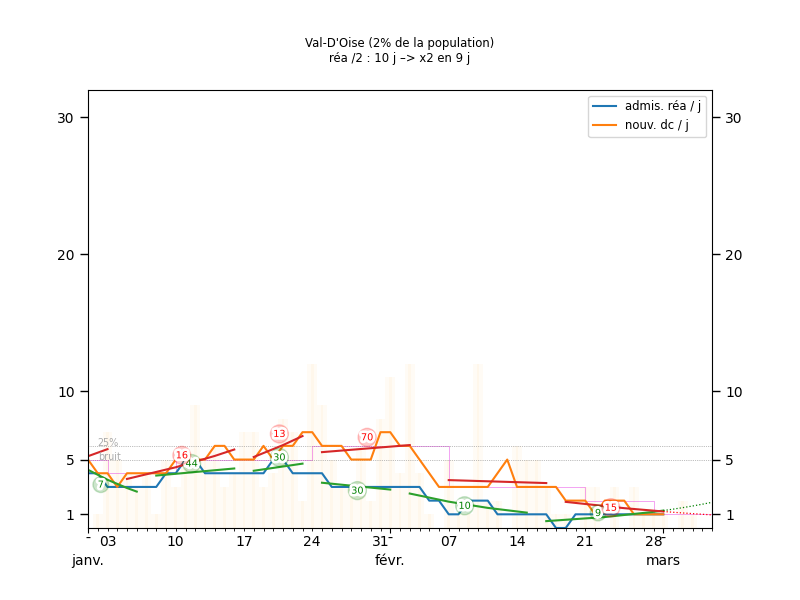 Val-D'Oise (2% de la population)
réa /2 : 10 j –> x2 en 9 j
admis. réa / j
nouv. dc / j
30 30
20 20
10 10
5 5
1 1
25%
bruit
7
16
44
13
30
70
30
10
9
15
- 03 10 17 24 31 - 07 14 21 28 -
janv. févr. mars